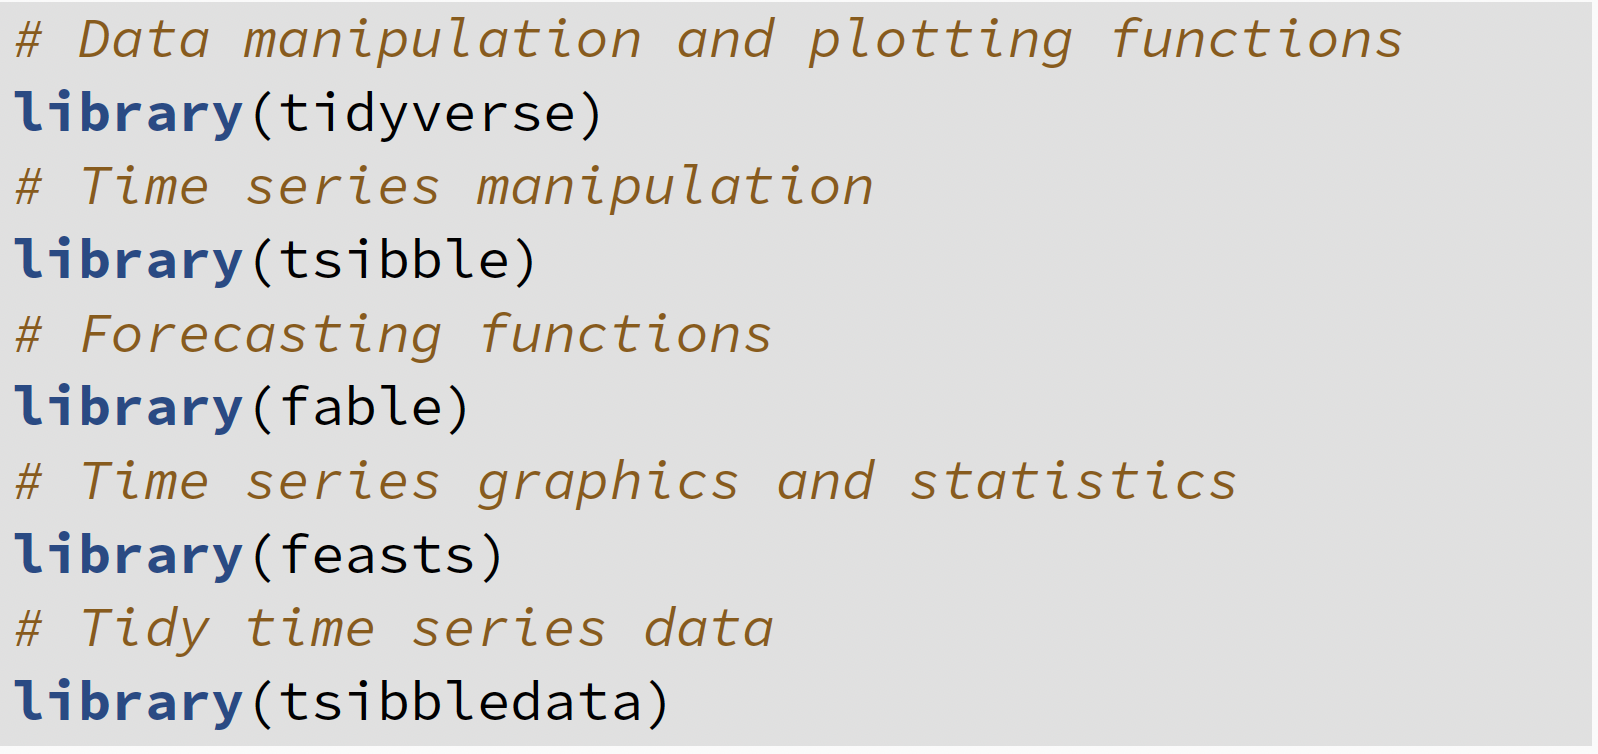 # Data manipulation and plotting functions
library(tidyverse)
# Time series manipulation
library(tsibble)
# Forecasting functions
library(fable)
# Time series graphics and statistics
library(feasts)
# Tidy time series data
library(tsibbledata)